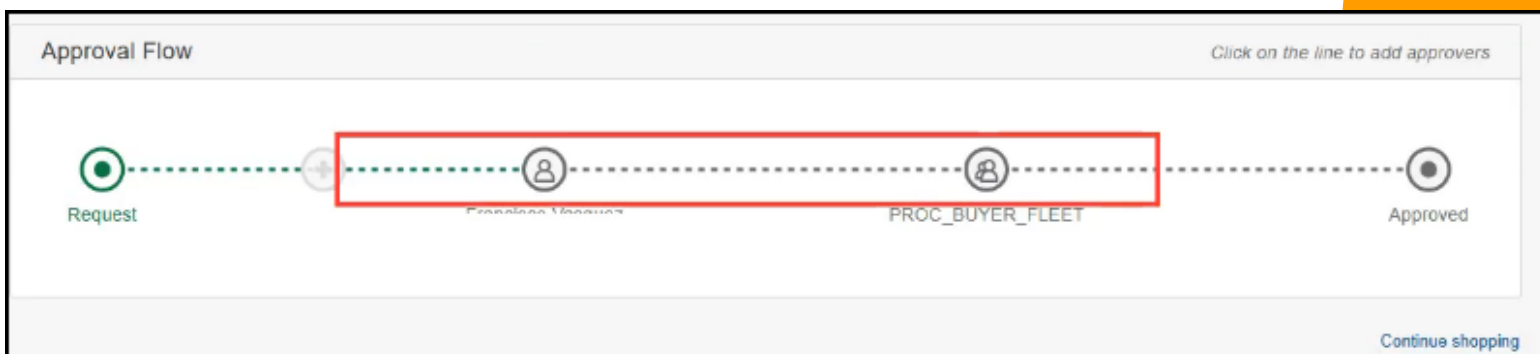 Approval Flow
Click on the line to add approvers
Request
PROC_BUYER_FLEET
Approved
Continue shopping